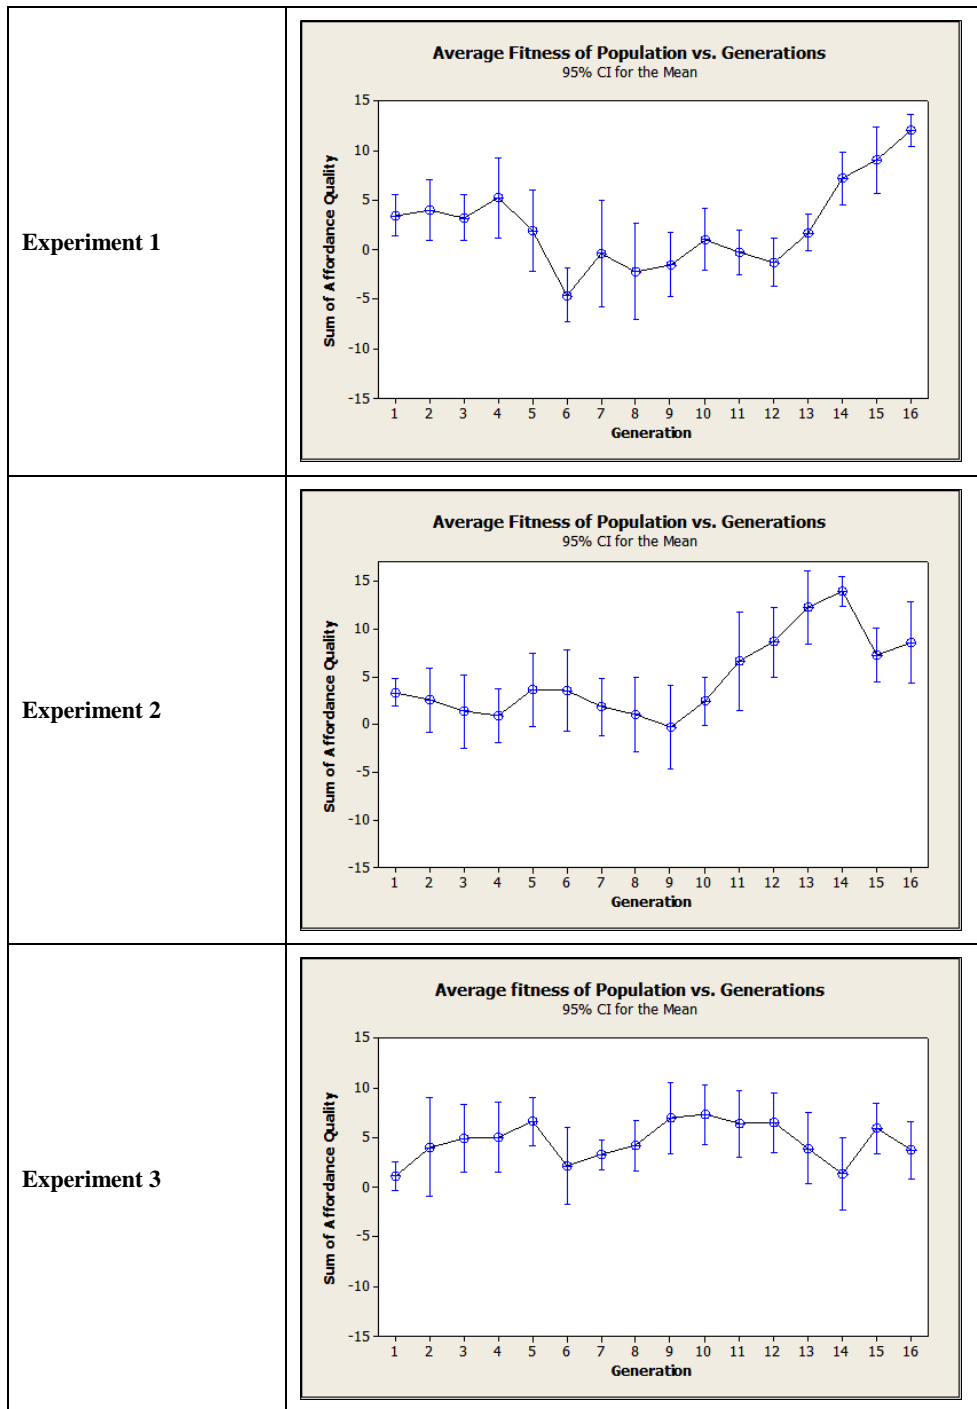 Experiment 1
Average Fitness of Population vs. Generations
95% CI for the Mean
Sum of Affordance Quality
15
10
5
0
-5
-10
-15
1 2 3 4 5 6 7 8 9 10 11 12 13 14 15 16
Generation
Experiment 2
Average Fitness of Population vs. Generations
95% CI for the Mean
Sum of Affordance Quality
15
10
5
0
-5
-10
-15
1 2 3 4 5 6 7 8 9 10 11 12 13 14 15 16
Generation
Experiment 3
Average fitness of Population vs. Generations
95% CI for the Mean
Sum of Affordance Quality
15
10
5
0
-5
-10
-15
1 2 3 4 5 6 7 8 9 10 11 12 13 14 15 16
Generation